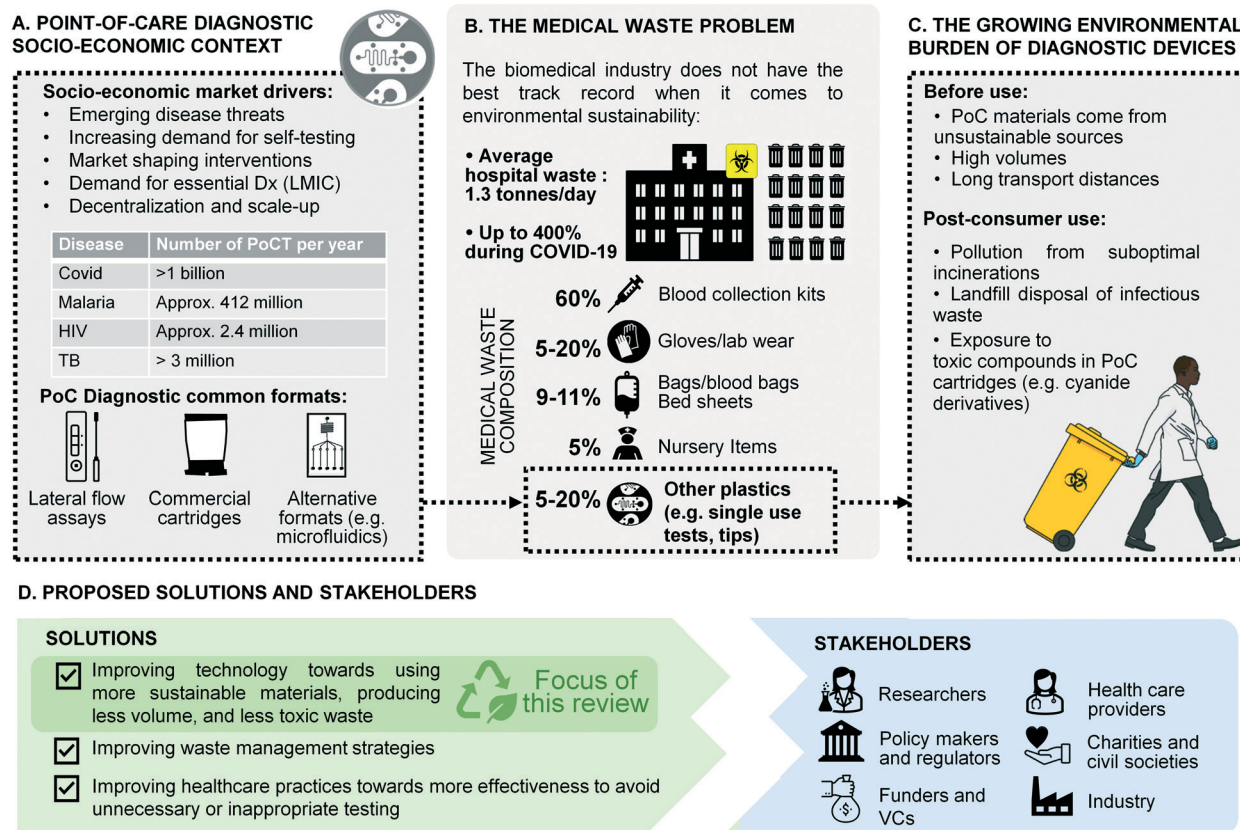 A. POINT-OF-CARE DIAGNOSTIC
SOCIO-ECONOMIC CONTEXT
Socio-economic market drivers:
• Emerging disease threats
• Increasing demand for self-testing
• Market shaping interventions
• Demand for essential Dx (LMIC)
• Decentralization and scale-up
Disease Number of PoCT per year
Covid >1 billion
Malaria Approx. 412 million
HIV Approx. 2.4 million
TB > 3 million
PoC Diagnostic common formats:
Lateral flow
assays
Commercial
cartridges
Alternative
formats (e.g.
microfluidics)
B. THE MEDICAL WASTE PROBLEM
The biomedical industry does not have the
best track record when it comes to
environmental sustainability:
• Average
hospital waste :
1.3 tonnes/day
• Up to 400%
during COVID-19
MEDICAL WASTE
COMPOSITION
60% Blood collection kits
5-20% Gloves/lab wear
9-11% Bags/blood bags
Bed sheets
5% Nursery Items
5-20% Other plastics
(e.g. single use
tests, tips)
C. THE GROWING ENVIRONMENTAL
BURDEN OF DIAGNOSTIC DEVICES
Before use:
• PoC materials come from
unsustainable sources
• High volumes
• Long transport distances
Post-consumer use:
• Pollution from suboptimal
incinerations
• Landfill disposal of infectious
waste
• Exposure to
toxic compounds in PoC
cartridges (e.g. cyanide
derivatives)
D. PROPOSED SOLUTIONS AND STAKEHOLDERS
SOLUTIONS
Improving technology towards using
more sustainable materials, producing
less volume, and less toxic waste
Focus of
this review
Improving waste management strategies
Improving healthcare practices towards more effectiveness to avoid
unnecessary or inappropriate testing
STAKEHOLDERS
Researchers
Health care
providers
Policy makers
and regulators
Charities and
civil societies
$
Funders and
VCs
Industry